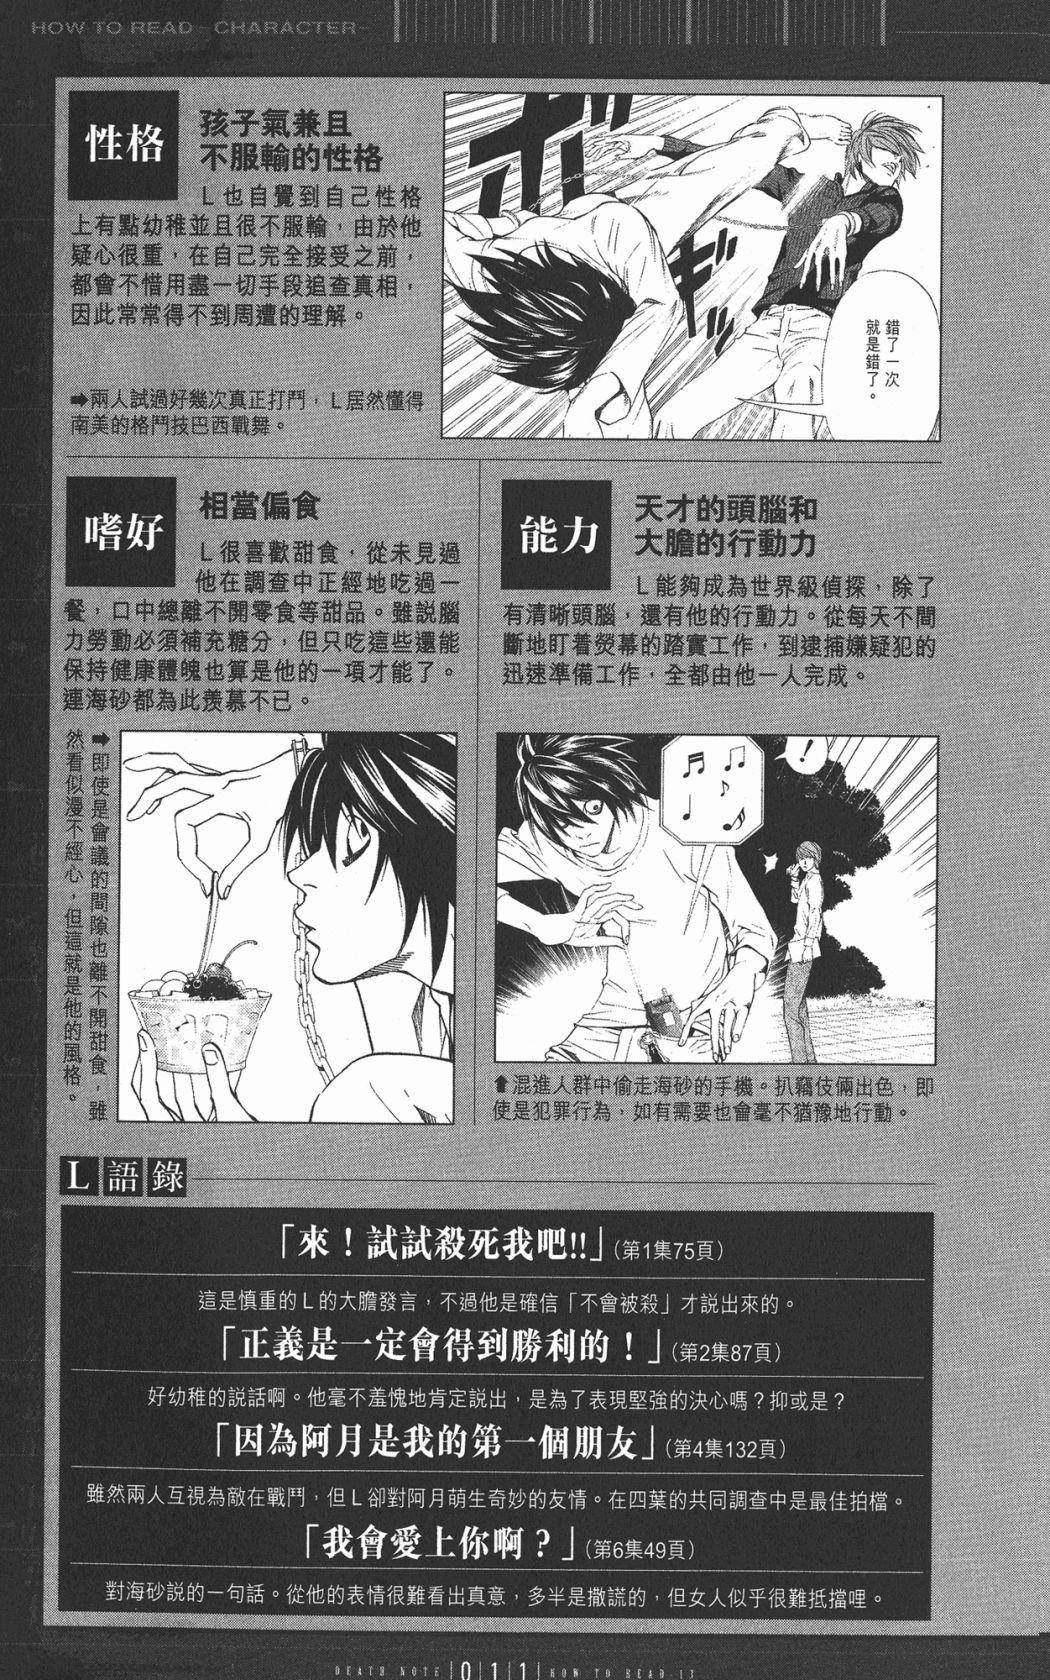 HOW TO READ - CHARACTER -
性格
孩子氣兼且
不服輸的性格
L也自覺到自己性格
上有點幼稚並且很不服輸，由於他
疑心很重，在自己完全接受之前，
都會不惜用盡一切手段追查真相，
因此常常得不到周遭的理解。
➡兩人試過好幾次真正打鬥，L居然懂得
南美的格鬥技巴西戰舞。
錯了一次
就是錯了。
嗜好
相當偏食
L很喜歡甜食，從未見過
他在調查中正經地吃過一
餐，口中總離不開零食等甜品。雖說腦
力勞動必須補充糖分，但只吃這些還能
保持健康體魄也算是他的一項才能了。
連海砂都為此羨慕不已。
➡即使是會議的間隙也離不開甜食，雖
然看似漫不經心，但這就是他的風格。
能力
天才的頭腦和
大膽的行動力
L能夠成為世界級偵探，除了
有清晰頭腦，還有他的行動力。從每天不間
斷地盯着熒幕的踏實工作，到逮捕嫌疑犯的
迅速準備工作，全都由他一人完成。
！
⬆混進人群中偷走海砂的手機。扒竊伎倆出色，即
使是犯罪行為，如有需要也會毫不猶豫地行動。
L語錄
「來！試試殺死我吧!!」(第1集75頁)
這是慎重的L的大膽發言，不過他是確信「不會被殺」才說出來的。
「正義是一定會得到勝利的！」(第2集87頁)
好幼稚的說話啊。他毫不羞愧地肯定說出，是為了表現堅強的決心嗎？抑或是？
「因為阿月是我的第一個朋友」(第4集132頁)
雖然兩人互視為敵在戰鬥，但L卻對阿月萌生奇妙的友情。在四葉的共同調查中是最佳拍檔。
「我會愛上你啊？」(第6集49頁)
對海砂說的一句話。從他的表情很難看出真意，多半是撒謊的，但女人似乎很難抵擋哩。
DEATH NOTE 011 HOW TO READ 13